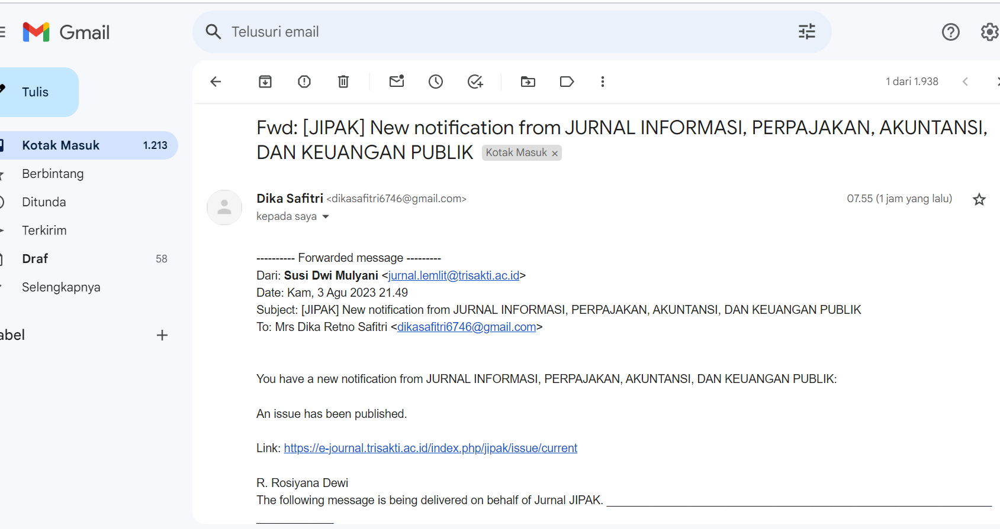 Gmail
Telusuri email
Tulis
1 dari 1.938
Fwd: [JIPAK] New notification from JURNAL INFORMASI, PERPAJAKAN, AKUNTANSI,
DAN KEUANGAN PUBLIK Kotak Masuk ×
Kotak Masuk 1.213
Berbintang
Ditunda
Terkirim
Draf 58
Selengkapnya
abel +
Dika Safitri <dikasafitri6746@gmail.com> 07.55 (1 jam yang lalu)
kepada saya
---------- Forwarded message ---------
Dari: Susi Dwi Mulyani <jurnal.lemlit@trisakti.ac.id>
Date: Kam, 3 Agu 2023 21.49
Subject: [JIPAK] New notification from JURNAL INFORMASI, PERPAJAKAN, AKUNTANSI, DAN KEUANGAN PUBLIK
To: Mrs Dika Retno Safitri <dikasafitri6746@gmail.com>
You have a new notification from JURNAL INFORMASI, PERPAJAKAN, AKUNTANSI, DAN KEUANGAN PUBLIK:
An issue has been published.
Link: https://e-journal.trisakti.ac.id/index.php/jipak/issue/current
R. Rosiyana Dewi
The following message is being delivered on behalf of Jurnal JIPAK. ____________